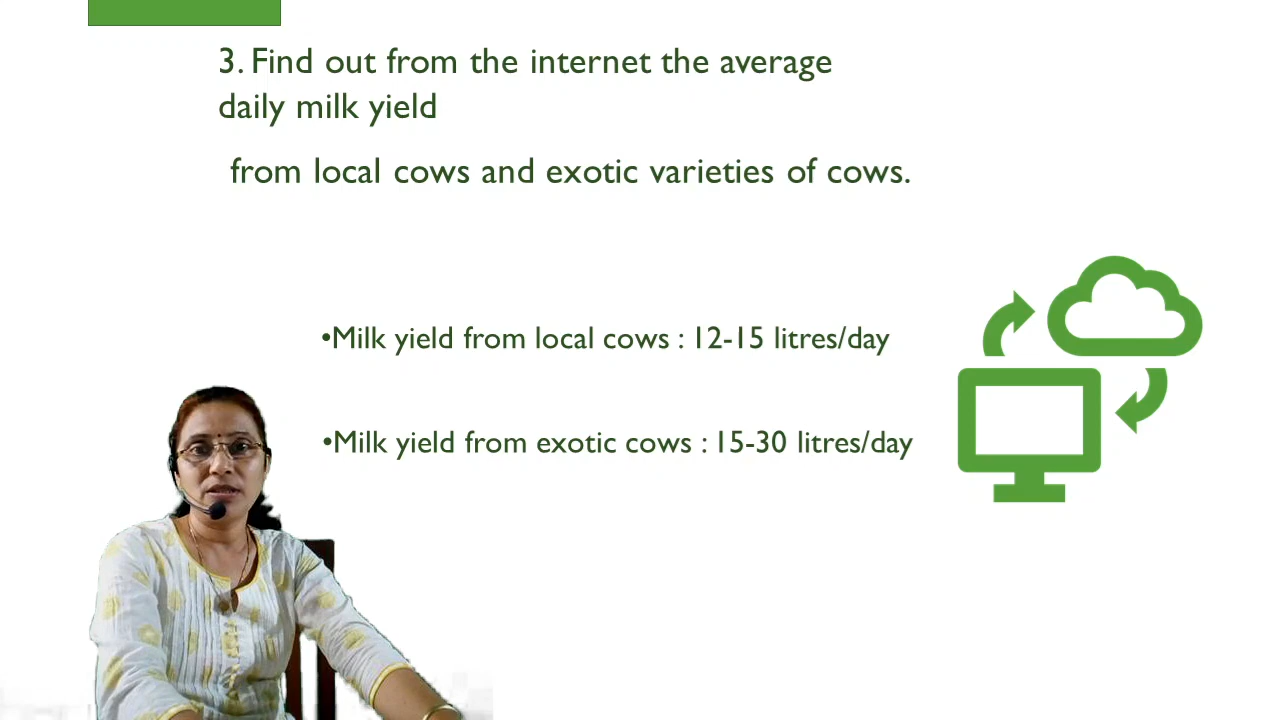 3. Find out from the internet the average
daily milk yield
from local cows and exotic varieties of cows.
•Milk yield from local cows : 12-15 litres/day
•Milk yield from exotic cows : 15-30 litres/day